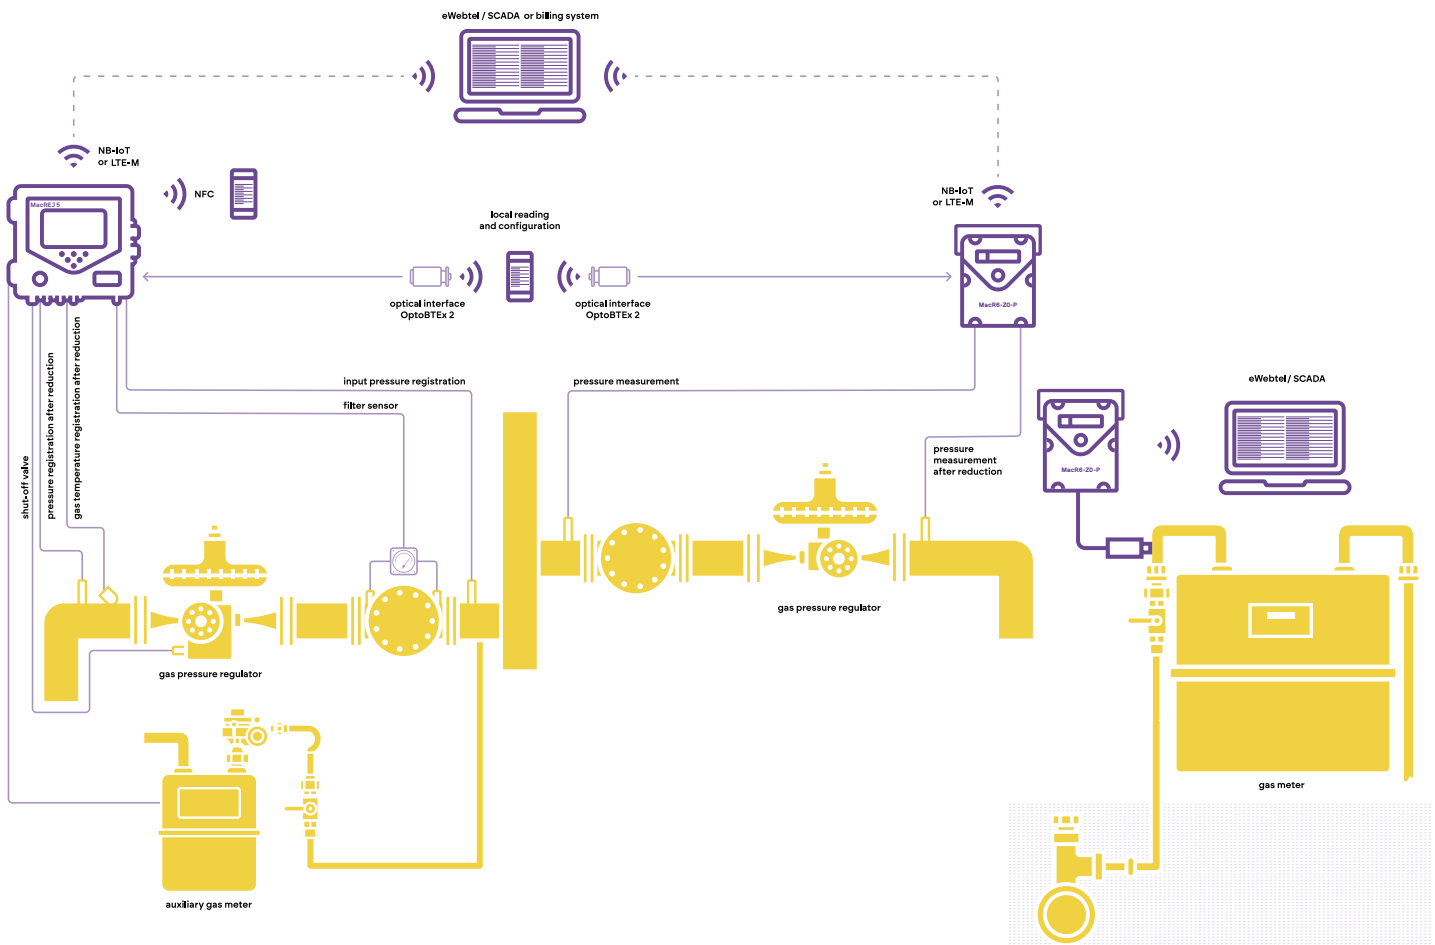 eWebtel / SCADA or billing system
NB-IoT
or LTE-M
NFC
MacREJ 5
local reading
and configuration
NB-IoT
or LTE-M
optical interface
OptoBTEx 2
optical interface
OptoBTEx 2
MacR6-Z0-P
shut-off valve
pressure registration after reduction
gas temperature registration after reduction
input pressure registration
filter sensor
pressure measurement
pressure
measurement
after reduction
eWebtel / SCADA
MacR6-Z0-P
gas pressure regulator
gas pressure regulator
gas meter
auxiliary gas meter